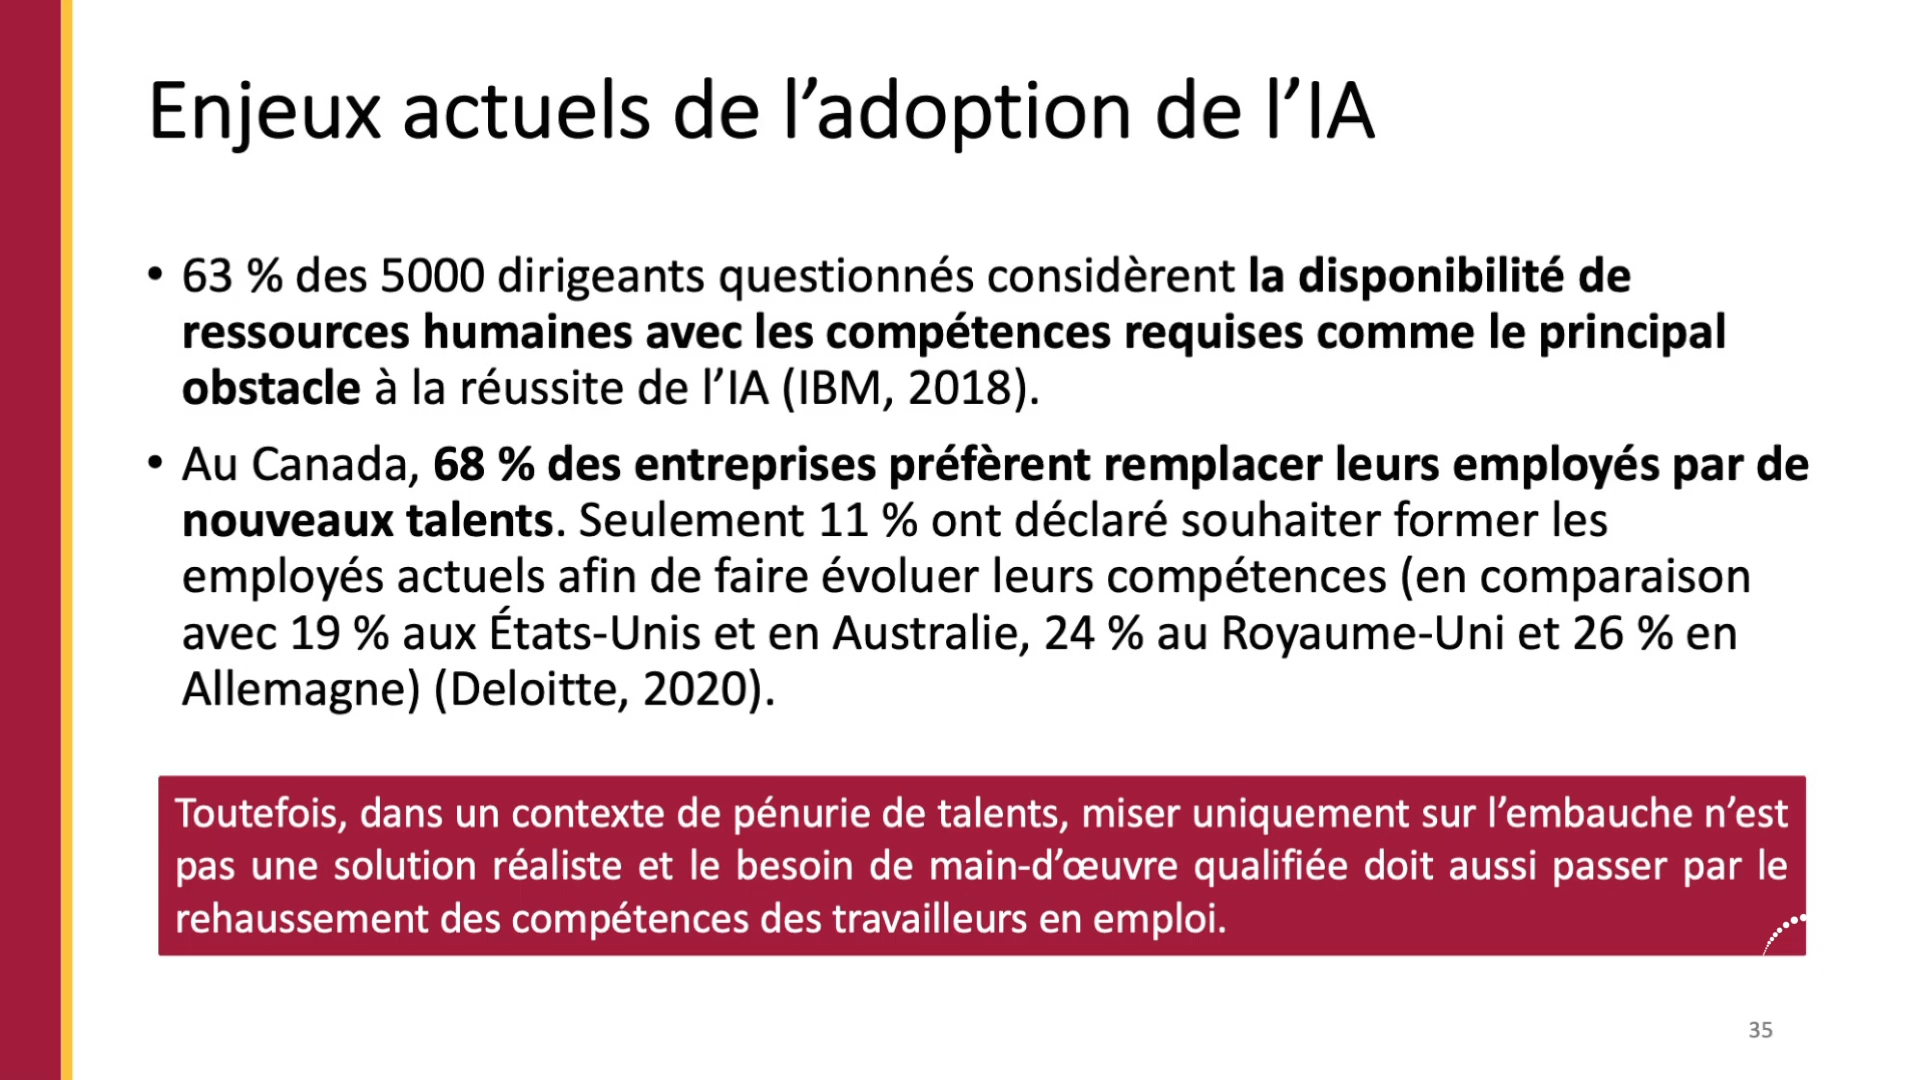 Enjeux actuels de l’adoption de l’IA
• 63 % des 5000 dirigeants questionnés considèrent la disponibilité de
ressources humaines avec les compétences requises comme le principal
obstacle à la réussite de l’IA (IBM, 2018).
• Au Canada, 68 % des entreprises préfèrent remplacer leurs employés par de
nouveaux talents. Seulement 11 % ont déclaré souhaiter former les
employés actuels afin de faire évoluer leurs compétences (en comparaison
avec 19 % aux États-Unis et en Australie, 24 % au Royaume-Uni et 26 % en
Allemagne) (Deloitte, 2020).
Toutefois, dans un contexte de pénurie de talents, miser uniquement sur l’embauche n’est
pas une solution réaliste et le besoin de main-d’œuvre qualifiée doit aussi passer par le
rehaussement des compétences des travailleurs en emploi.
35